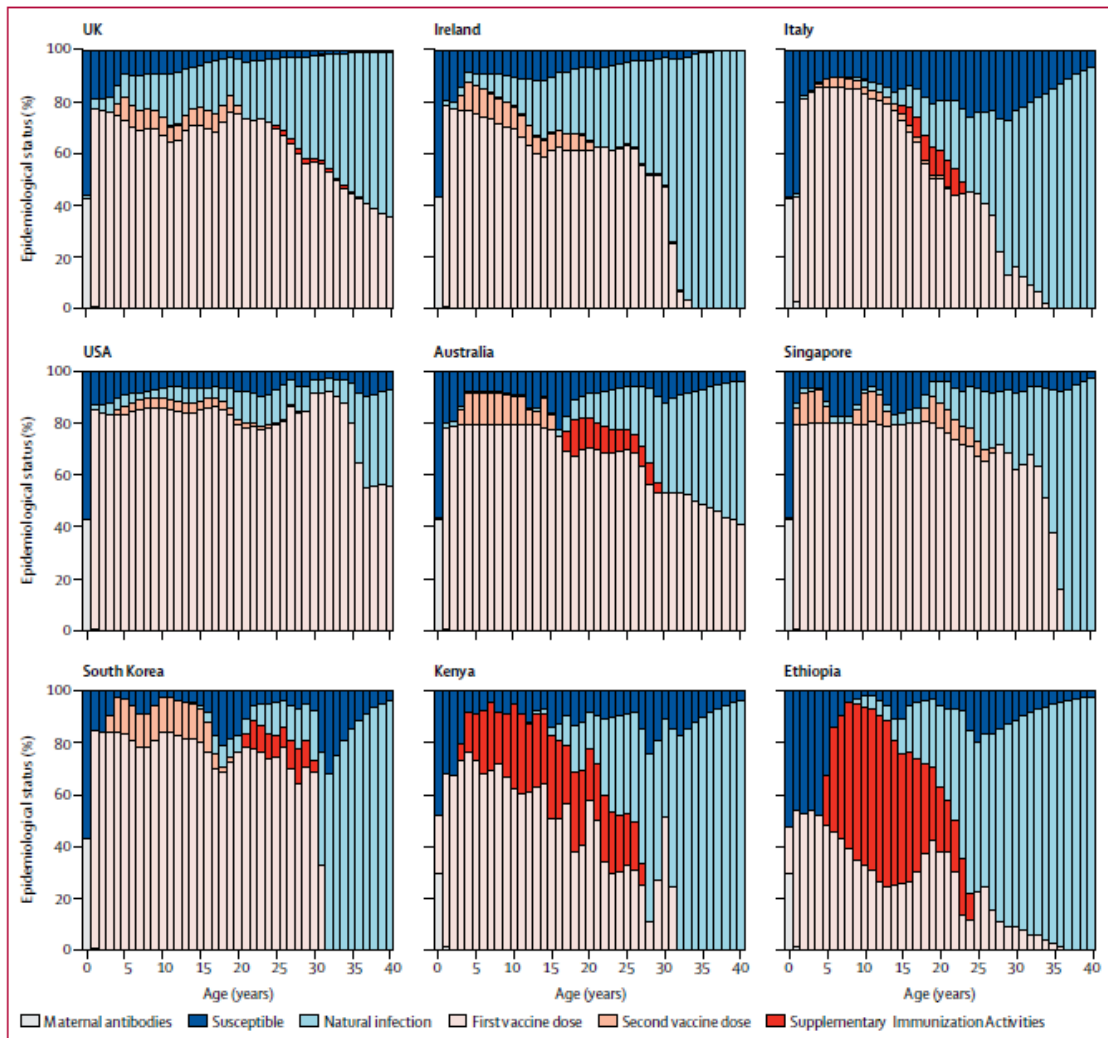 UK Ireland Italy
Epidemiological status (%)
100
80
60
40
20
0
USA Australia Singapore
Epidemiological status (%)
100
80
60
40
20
0
South Korea Kenya Ethiopia
Epidemiological status (%)
100
80
60
40
20
0
0 5 10 15 20 25 30 35 40 0 5 10 15 20 25 30 35 40 0 5 10 15 20 25 30 35 40
Age (years) Age (years) Age (years)
Maternal antibodies Susceptible Natural infection First vaccine dose Second vaccine dose Supplementary Immunization Activities